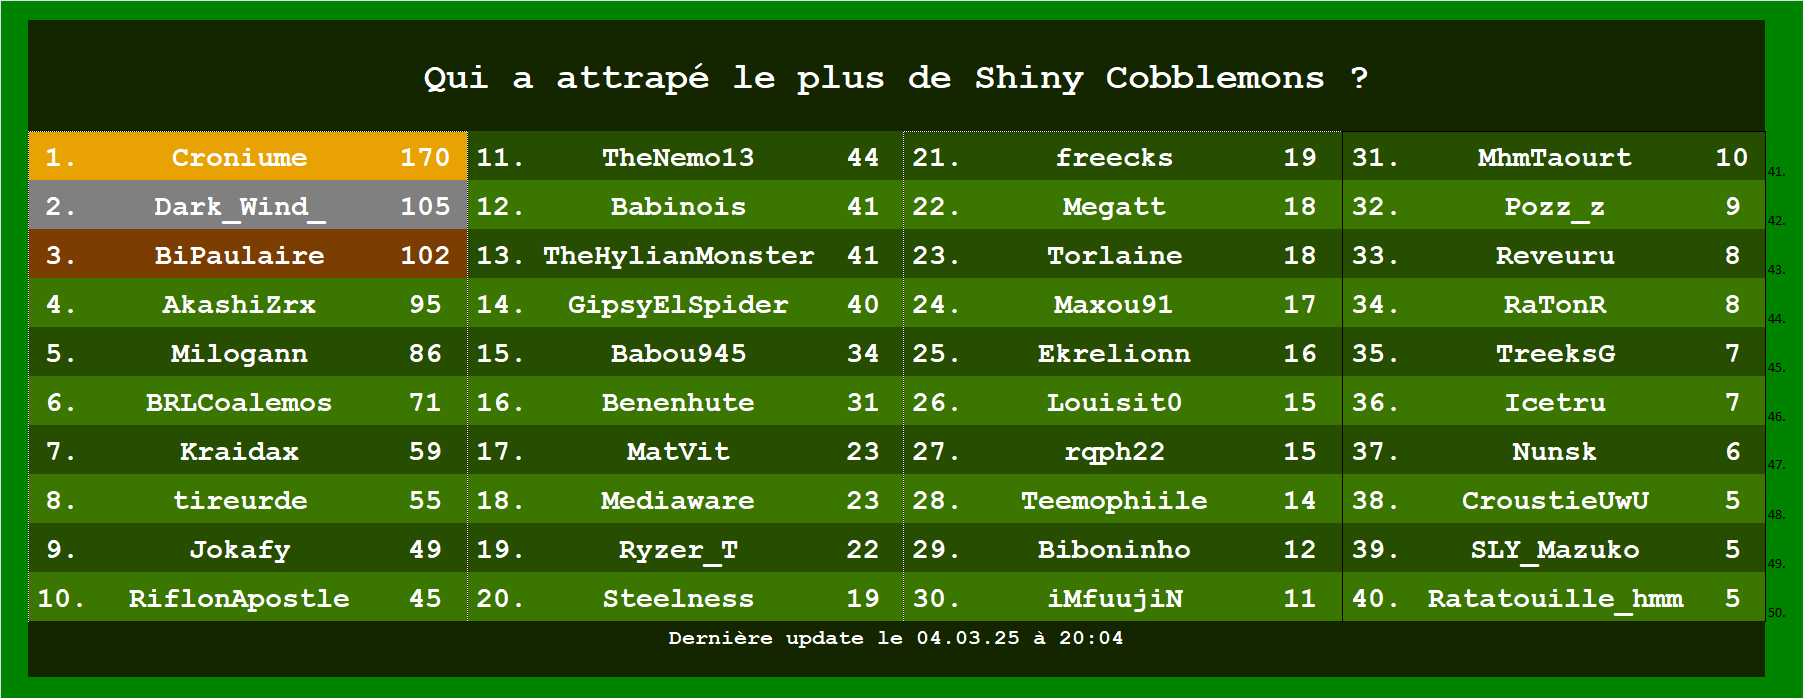 Qui a attrapé le plus de Shiny Cobblemons ?
1. Croniume 170
2. Dark_Wind_ 105
3. BiPaulaire 102
4. AkashiZrx 95
5. Milogann 86
6. BRLCoalemos 71
7. Kraidax 59
8. tireurde 55
9. Jokafy 49
10. RiflonApostle 45
11. TheNemo13 44
12. Babinois 41
13. TheHylianMonster 41
14. GipsyElSpider 40
15. Babou945 34
16. Benenhute 31
17. MatVit 23
18. Mediaware 23
19. Ryzer_T 22
20. Steelness 19
21. freecks 19
22. Megatt 18
23. Torlaine 18
24. Maxou91 17
25. Ekrelionn 16
26. Louisit0 15
27. rqph22 15
28. Teemophiile 14
29. Biboninho 12
30. iMfuujiN 11
31. MhmTaourt 10
32. Pozz_z 9
33. Reveuru 8
34. RaTonR 8
35. TreeksG 7
36. Icetru 7
37. Nunsk 6
38. CroustieUwU 5
39. SLY_Mazuko 5
40. Ratatouille_hmm 5
41.
42.
43.
44.
45.
46.
47.
48.
49.
50.
Dernière update le 04.03.25 à 20:04